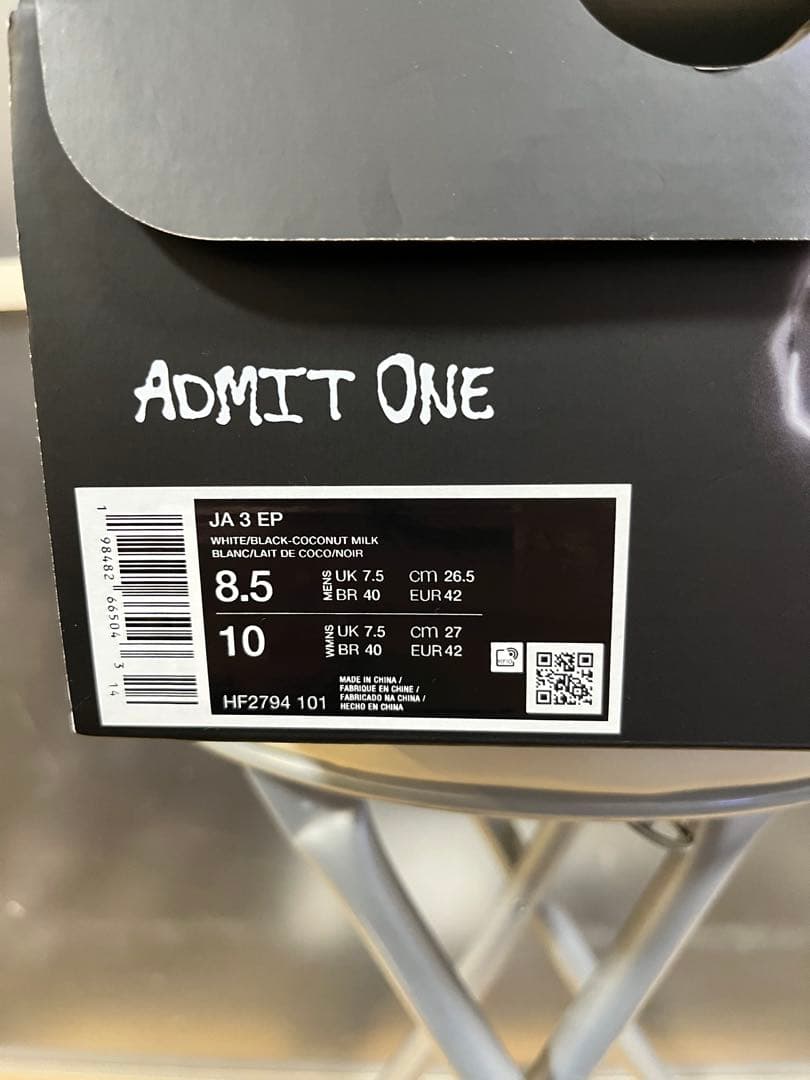 ADMIT ONE
JA 3 EP
WHITE/BLACK-COCONUT MILK
BLANC/LAIT DE COCO/NOIR
8.5 MENS UK 7.5 cm 26.5
BR 40 EUR 42
10 WMNS UK 7.5 cm 27
BR 40 EUR 42
HF2794 101
MADE IN CHINA /
FABRIQUE EN CHINE /
FABRICADO NA CHINA /
HECHO EN CHINA
1 98482 66504 3 14
RFID